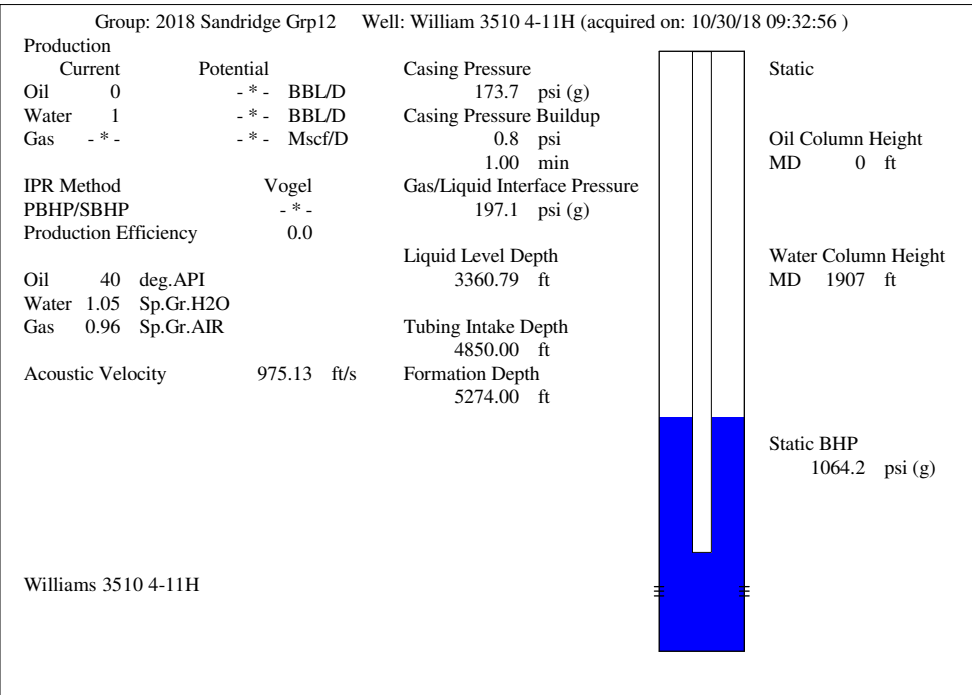 Group: 2018 Sandridge Grp12 Well: William 3510 4-11H (acquired on: 10/30/18 09:32:56 )
Production
Current Potential
Oil 0 - * - BBL/D
Water 1 - * - BBL/D
Gas - * - - * - Mscf/D
IPR Method Vogel
PBHP/SBHP - * -
Production Efficiency 0.0
Oil 40 deg.API
Water 1.05 Sp.Gr.H2O
Gas 0.96 Sp.Gr.AIR
Acoustic Velocity 975.13 ft/s
Williams 3510 4-11H
Casing Pressure
173.7 psi (g)
Casing Pressure Buildup
0.8 psi
1.00 min
Gas/Liquid Interface Pressure
197.1 psi (g)
Liquid Level Depth
3360.79 ft
Tubing Intake Depth
4850.00 ft
Formation Depth
5274.00 ft
Static
Oil Column Height
MD 0 ft
Water Column Height
MD 1907 ft
Static BHP
1064.2 psi (g)